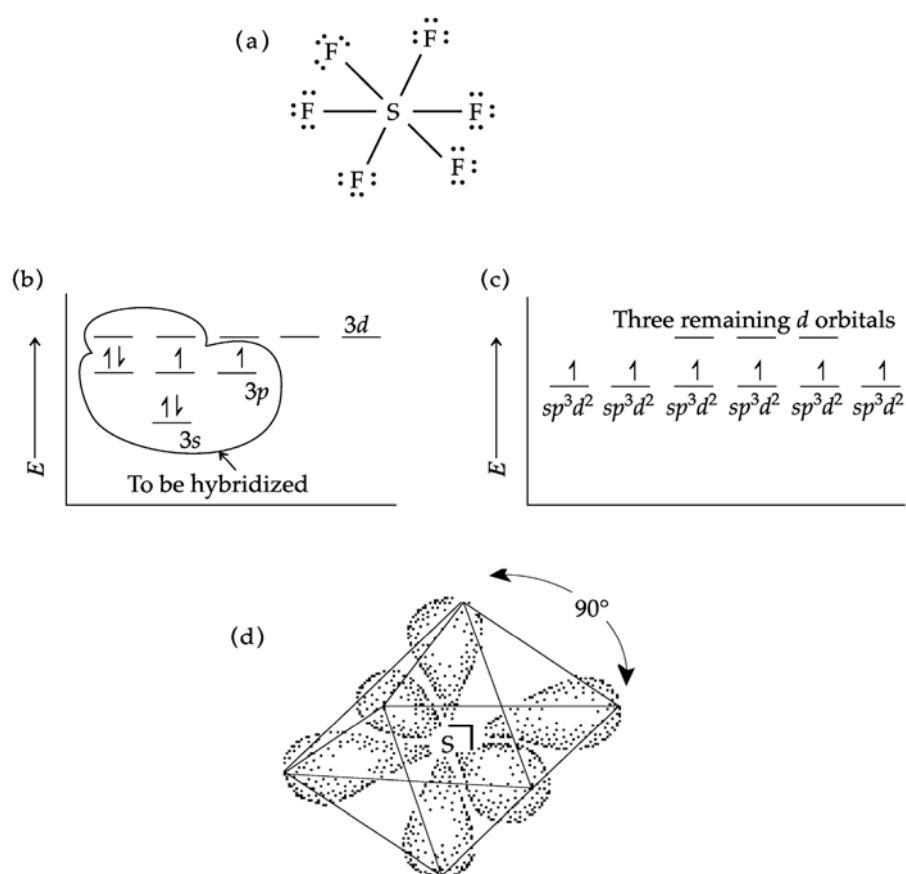 (a)
F F
F S F
F F
(b)
3d
3p
3s
To be hybridized
E
(c)
Three remaining d orbitals
sp³d² sp³d² sp³d² sp³d² sp³d² sp³d²
E
(d)
90°
S